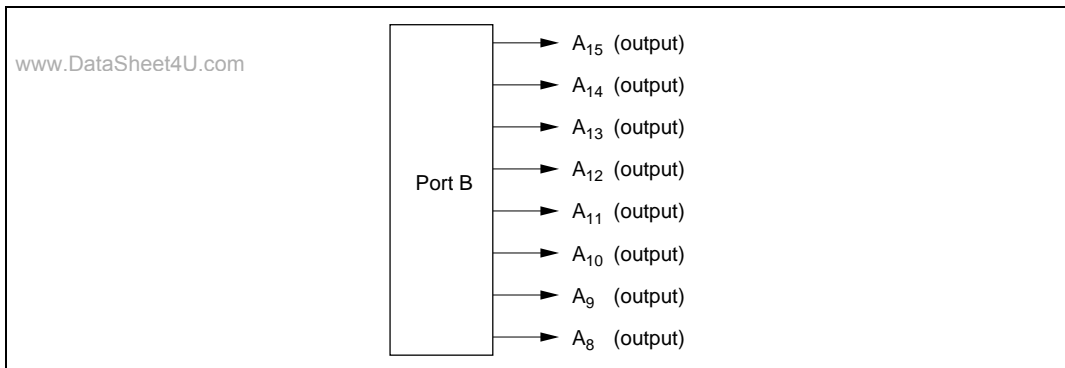 www.DataSheet4U.com
Port B
A15 (output)
A14 (output)
A13 (output)
A12 (output)
A11 (output)
A10 (output)
A9 (output)
A8 (output)